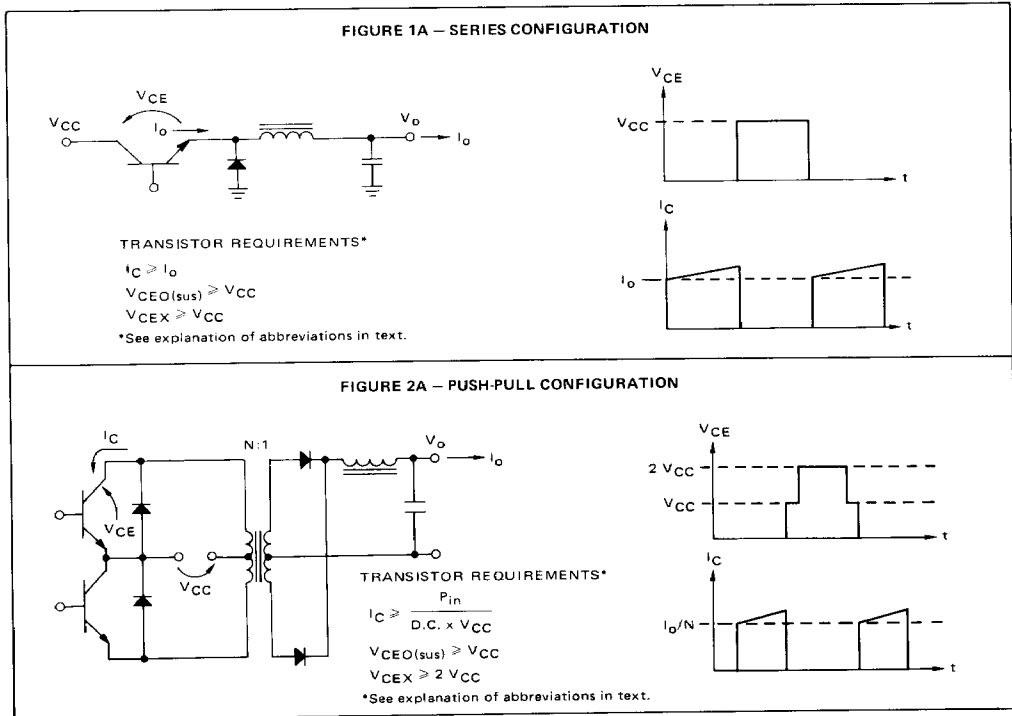 FIGURE 1A – SERIES CONFIGURATION
VCE
VCC
Io
Vo
Io
TRANSISTOR REQUIREMENTS*
IC ⩾ Io
VCEO(sus) ⩾ VCC
VCEX ⩾ VCC
*See explanation of abbreviations in text.
VCE
VCC
t
IC
Io
t
FIGURE 2A – PUSH-PULL CONFIGURATION
IC
N:1
Vo
Io
VCE
VCC
TRANSISTOR REQUIREMENTS*
IC ⩾ Pin / D.C. x VCC
VCEO(sus) ⩾ VCC
VCEX ⩾ 2 VCC
*See explanation of abbreviations in text.
VCE
2 VCC
VCC
t
IC
Io/N
t